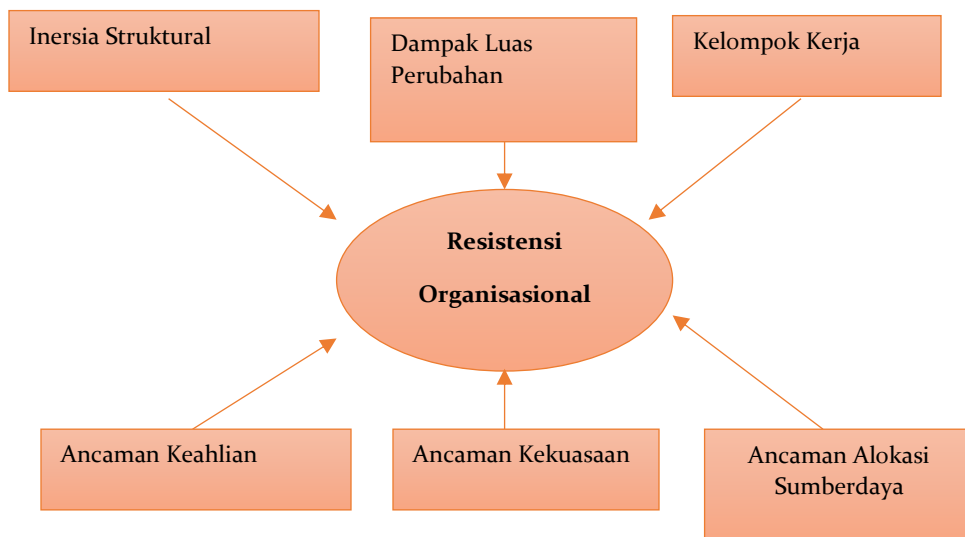 Inersia Struktural
Dampak Luas
Perubahan
Kelompok Kerja
Resistensi
Organisasional
Ancaman Keahlian
Ancaman Kekuasaan
Ancaman Alokasi
Sumberdaya